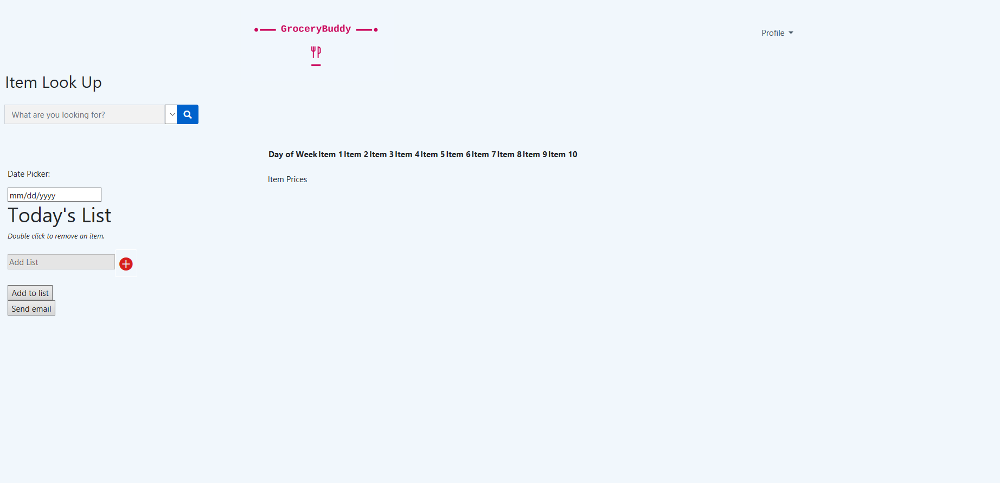 GroceryBuddy
Profile
Item Look Up
What are you looking for?
Day of Week Item 1 Item 2 Item 3 Item 4 Item 5 Item 6 Item 7 Item 8 Item 9 Item 10
Date Picker:
Item Prices
mm/dd/yyyy
Today's List
Double click to remove an item.
Add List
Add to list
Send email